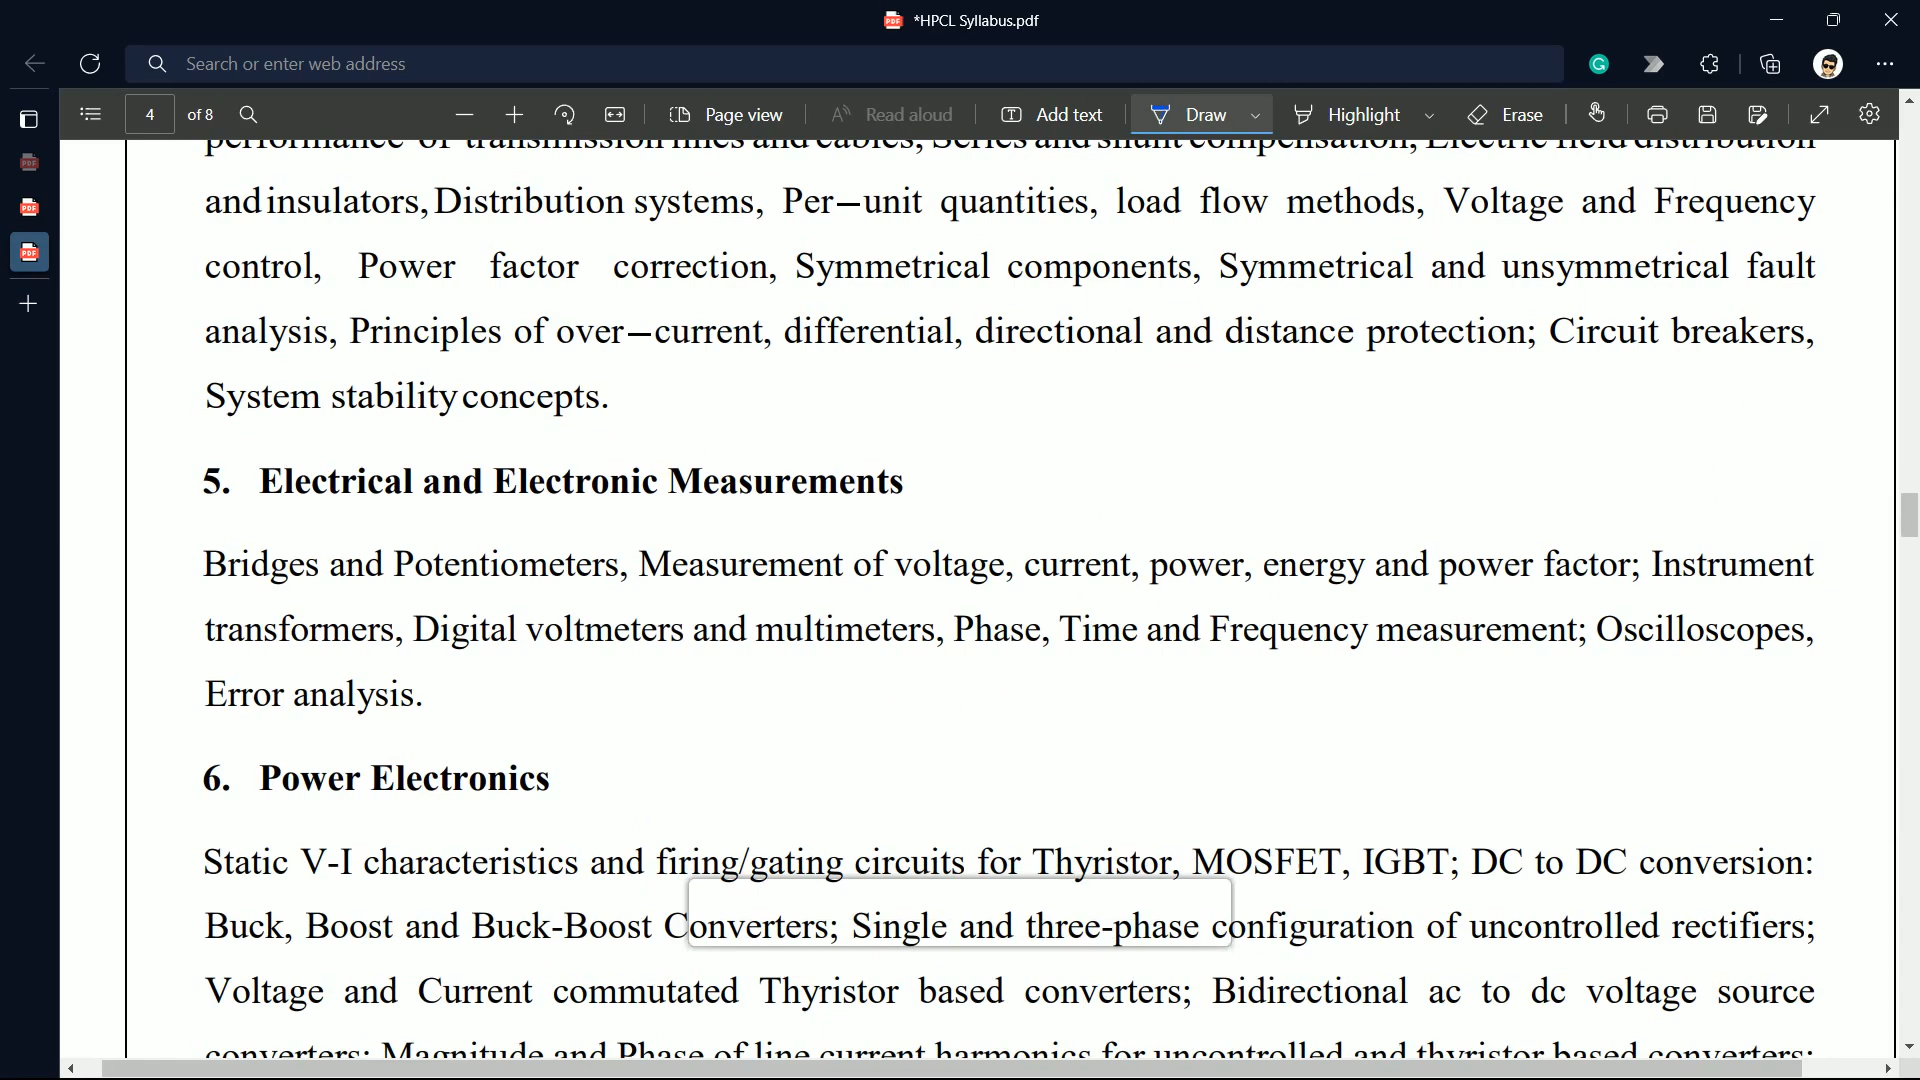 *HPCL Syllabus.pdf
Search or enter web address
4 of 8 Page view Read aloud Add text Draw Highlight Erase
performance of transmission lines and cables, Series and shunt compensation, Electric field distribution
and insulators, Distribution systems, Per–unit quantities, load flow methods, Voltage and Frequency
control, Power factor correction, Symmetrical components, Symmetrical and unsymmetrical fault
analysis, Principles of over–current, differential, directional and distance protection; Circuit breakers,
System stability concepts.
5. Electrical and Electronic Measurements
Bridges and Potentiometers, Measurement of voltage, current, power, energy and power factor; Instrument
transformers, Digital voltmeters and multimeters, Phase, Time and Frequency measurement; Oscilloscopes,
Error analysis.
6. Power Electronics
Static V-I characteristics and firing/gating circuits for Thyristor, MOSFET, IGBT; DC to DC conversion:
Buck, Boost and Buck-Boost Converters; Single and three-phase configuration of uncontrolled rectifiers;
Voltage and Current commutated Thyristor based converters; Bidirectional ac to dc voltage source
converters; Magnitude and Phase of line current harmonics for uncontrolled and thyristor based converters;